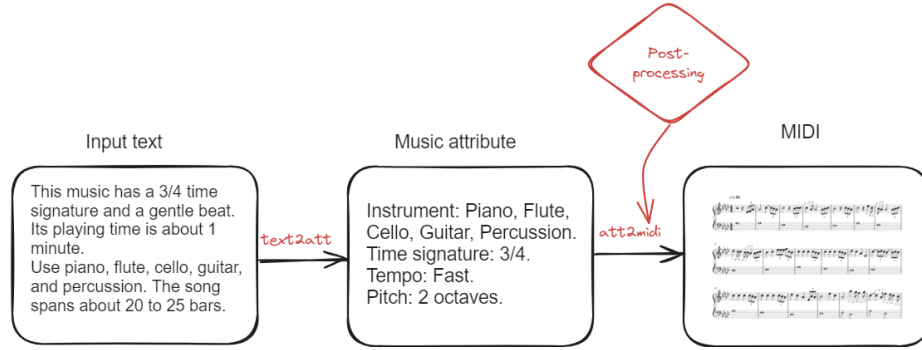 Post-
processing
Input text
Music attribute
MIDI
This music has a 3/4 time
signature and a gentle beat.
Its playing time is about 1
minute.
Use piano, flute, cello, guitar,
and percussion. The song
spans about 20 to 25 bars.
text2att
Instrument: Piano, Flute,
Cello, Guitar, Percussion.
Time signature: 3/4.
Tempo: Fast.
Pitch: 2 octaves.
att2midi